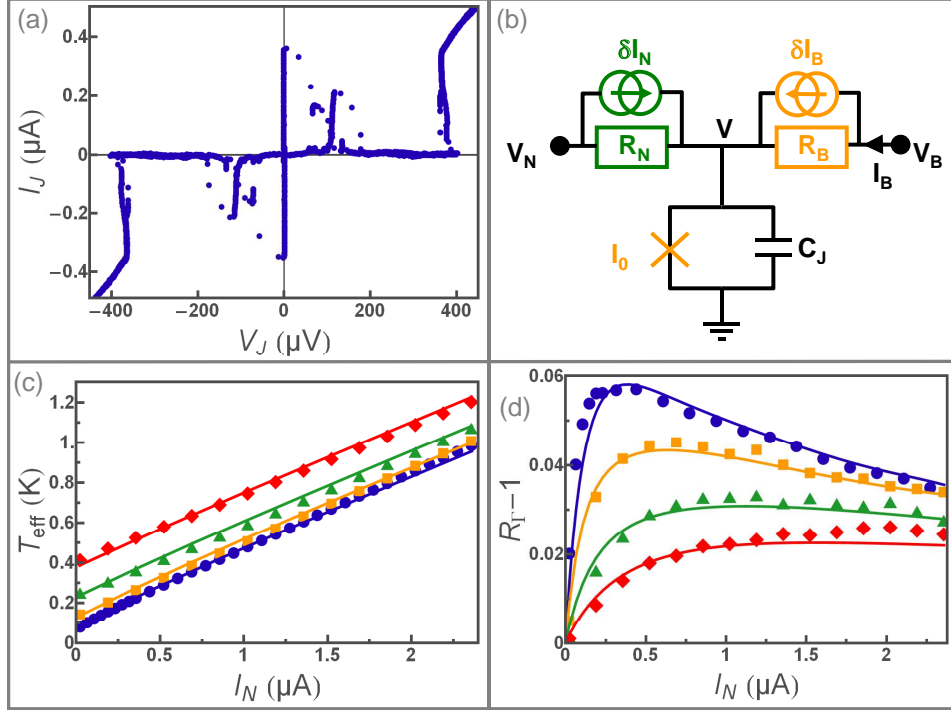 (a)
0.4
0.2
0
−0.2
−0.4
I_J (µA)
−400
−200
0
200
400
V_J (µV)
(b)
δI_N
δI_B
V_N
R_N
V
R_B
V_B
I_B
I_0
C_J
(c)
1.2
1.0
0.8
0.6
0.4
0.2
0
T_eff (K)
0
0.5
1
1.5
2
I_N (µA)
(d)
0.06
0.04
0.02
0
R_Γ−1
0
0.5
1
1.5
2
I_N (µA)